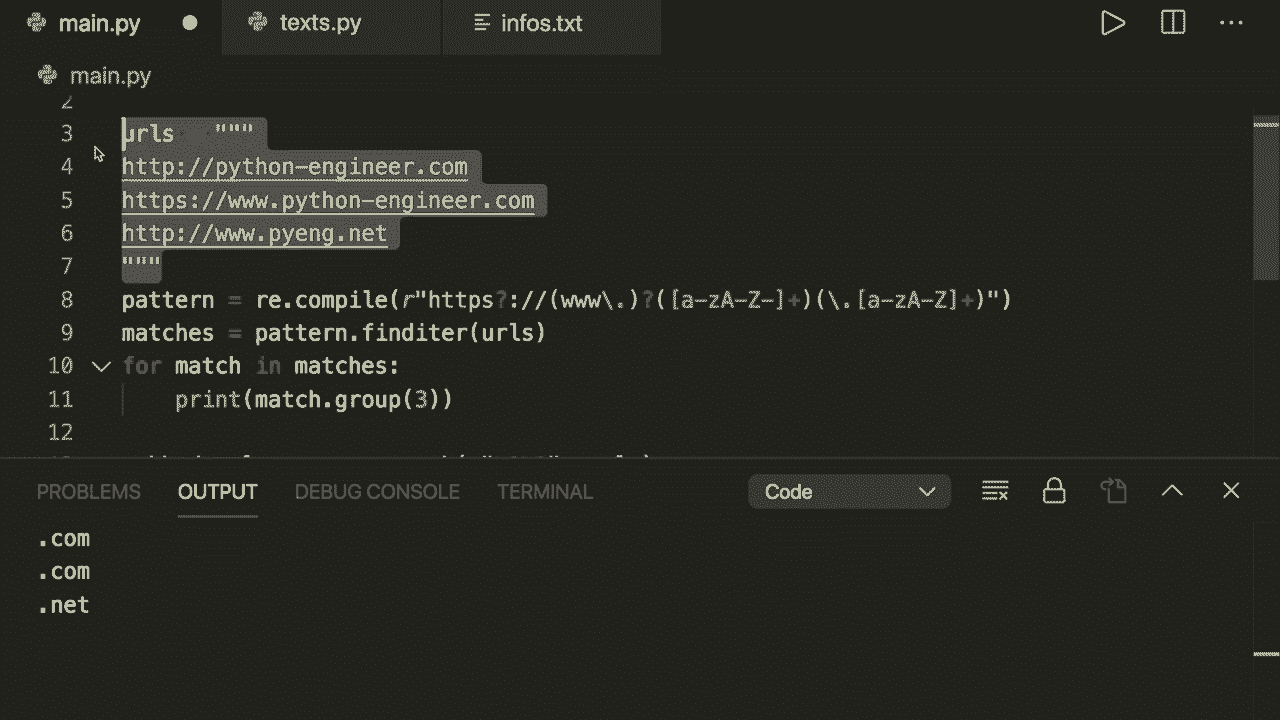 main.py
texts.py
infos.txt
main.py
2
3 urls """
4 http://python-engineer.com
5 https://www.python-engineer.com
6 http://www.pyeng.net
7 """
8 pattern = re.compile(r"https?://(www\.)?([a-zA-Z-]+)(\.[a-zA-Z]+)")
9 matches = pattern.finditer(urls)
10 for match in matches:
11 print(match.group(3))
12
PROBLEMS OUTPUT DEBUG CONSOLE TERMINAL Code
.com
.com
.net